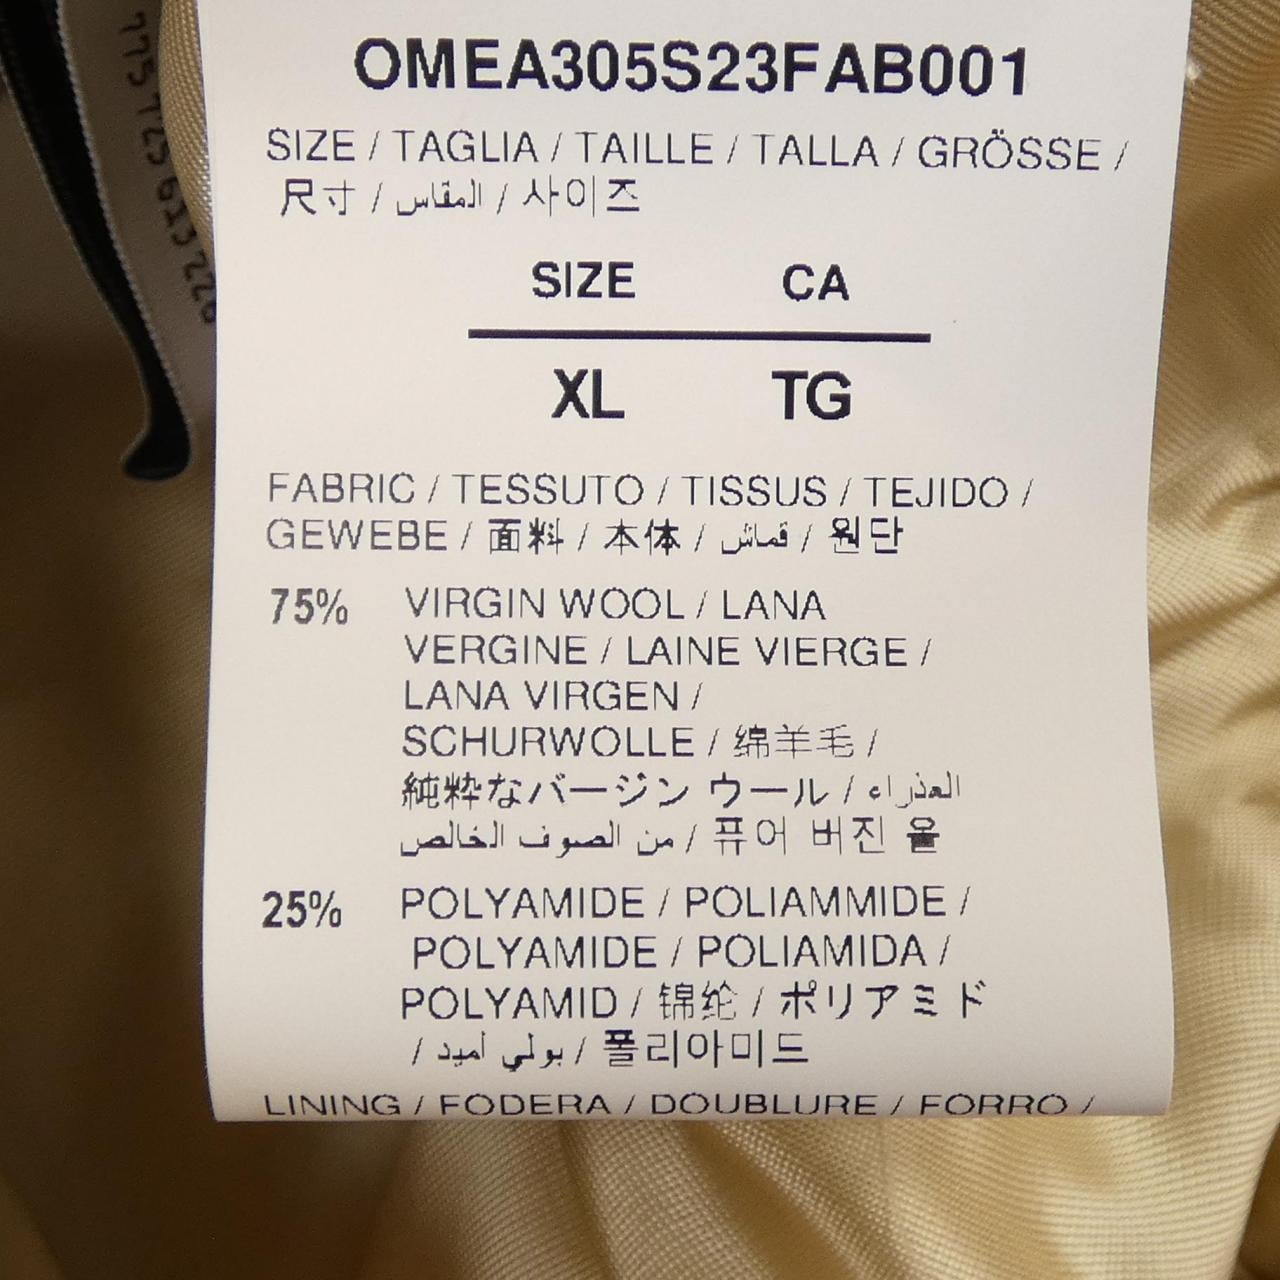 OMEA305S23FAB001
SIZE / TAGLIA / TAILLE / TALLA / GRÖSSE /
尺寸 / المقاس / 사이즈
SIZE CA
XL TG
FABRIC / TESSUTO / TISSUS / TEJIDO /
GEWEBE / 面料 / 本体 / قماش / 원단
75% VIRGIN WOOL / LANA
VERGINE / LAINE VIERGE /
LANA VIRGEN /
SCHURWOLLE / 绵羊毛 /
純粋なバージン ウール / العذراء
من الصوف الخالص / 퓨어 버진 울
25% POLYAMIDE / POLIAMMIDE /
POLYAMIDE / POLIAMIDA /
POLYAMID / 锦纶 / ポリアミド
/ بولي أميد / 폴리아미드
LINING / FODERA / DOUBLURE / FORRO /